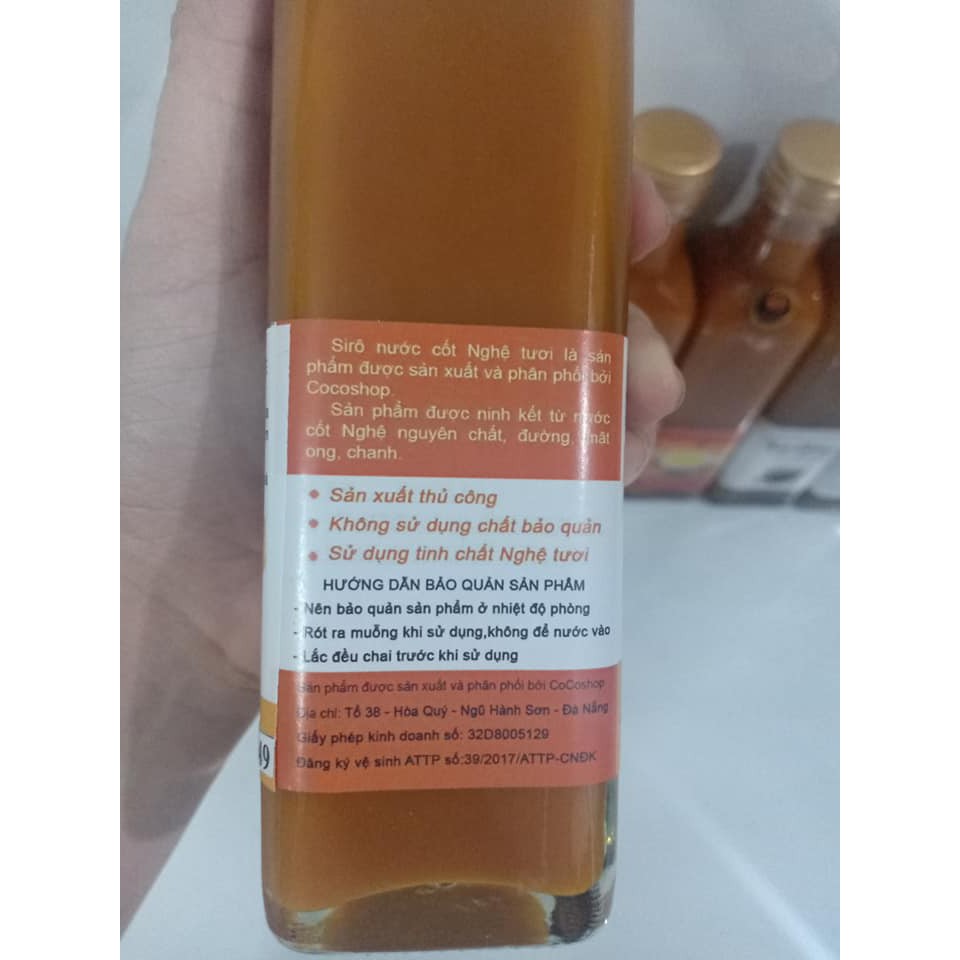 Sirô nước cốt Nghệ tươi là sản
phẩm được sản xuất và phân phối bởi
Cocoshop.
Sản phẩm được ninh kết từ nước
cốt Nghệ nguyên chất, đường, mật
ong, chanh.
• Sản xuất thủ công
• Không sử dụng chất bảo quản
• Sử dụng tinh chất Nghệ tươi
HƯỚNG DẪN BẢO QUẢN SẢN PHẨM
- Nên bảo quản sản phẩm ở nhiệt độ phòng
- Rót ra muỗng khi sử dụng,không để nước vào
- Lắc đều chai trước khi sử dụng
Sản phẩm được sản xuất và phân phối bởi CoCoshop
Địa chỉ: Tổ 38 - Hòa Quý - Ngũ Hành Sơn - Đà Nẵng
Giấy phép kinh doanh số: 32D8005129
Đăng ký vệ sinh ATTP số:39/2017/ATTP-CNĐK
49